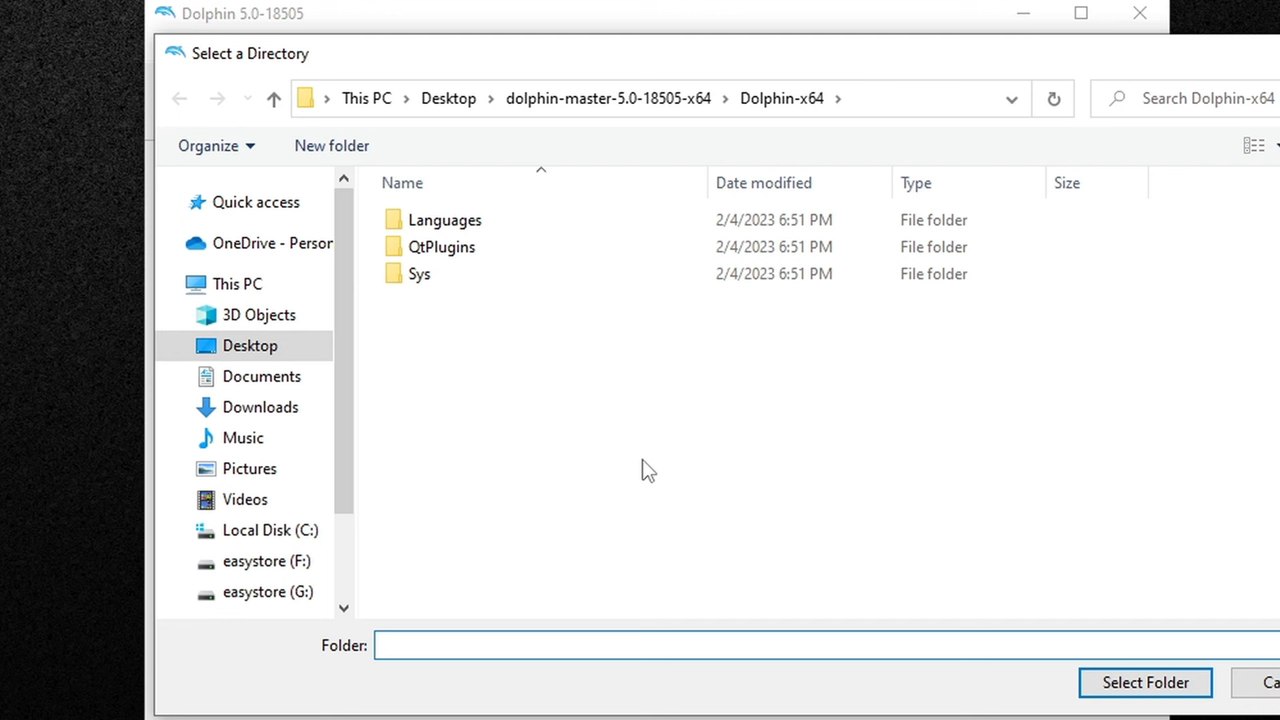 Dolphin 5.0-18505
Select a Directory
This PC Desktop dolphin-master-5.0-18505-x64 Dolphin-x64
Search Dolphin-x64
Organize New folder
Name Date modified Type Size
Languages 2/4/2023 6:51 PM File folder
QtPlugins 2/4/2023 6:51 PM File folder
Sys 2/4/2023 6:51 PM File folder
Quick access
OneDrive - Person
This PC
3D Objects
Desktop
Documents
Downloads
Music
Pictures
Videos
Local Disk (C:)
easystore (F:)
easystore (G:)
Folder:
Select Folder Ca